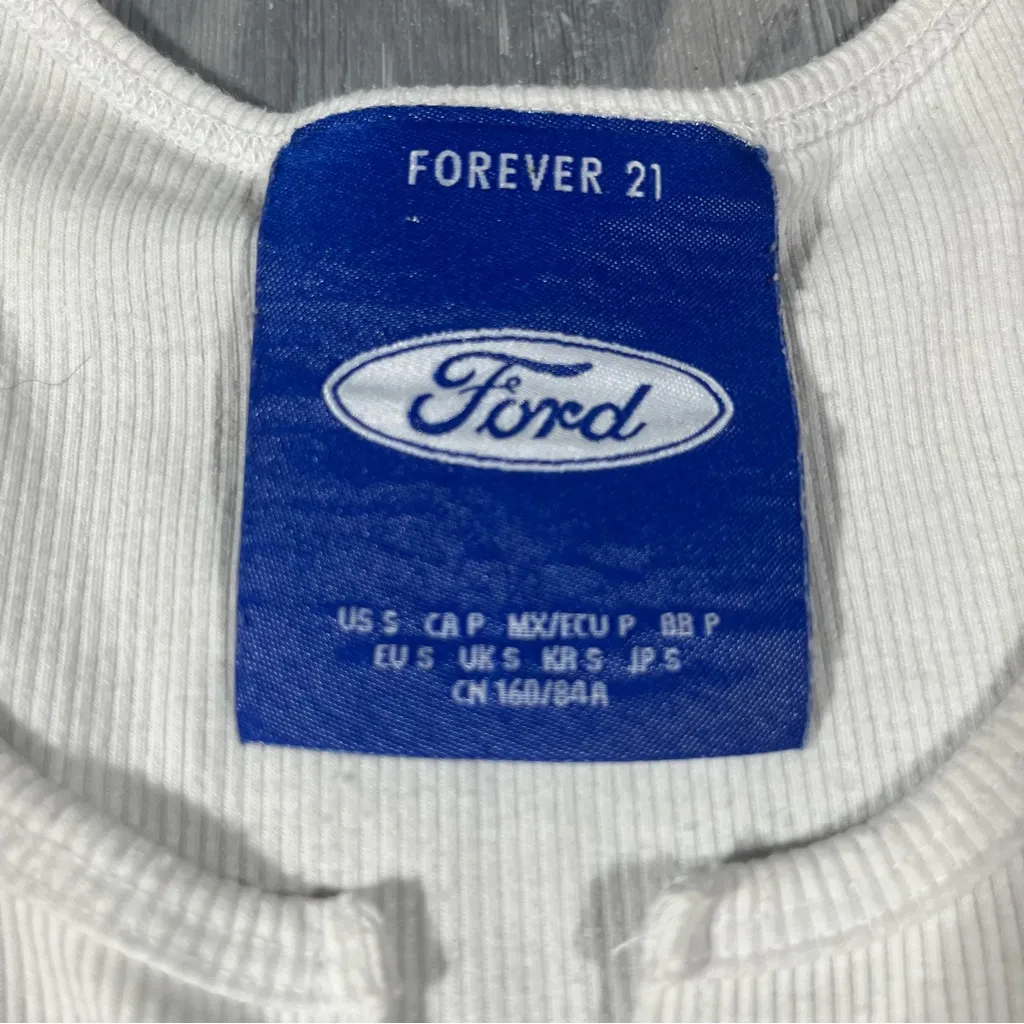 FOREVER 21
Ford
US S CA P MX/ECU P BB P
EU S UK S KR S JP S
CN 160/84A